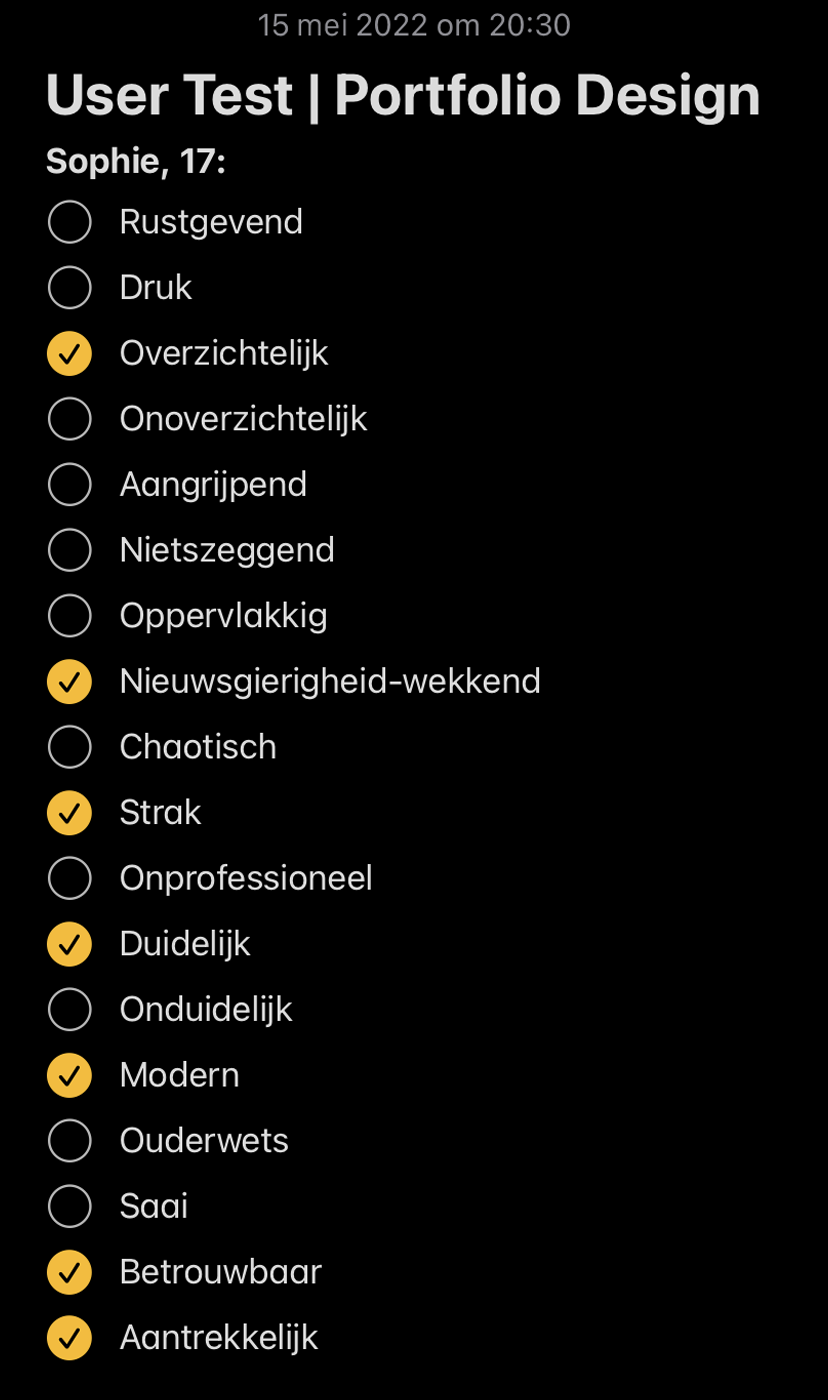 15 mei 2022 om 20:30
User Test | Portfolio Design
Sophie, 17:
Rustgevend
Druk
Overzichtelijk
Onoverzichtelijk
Aangrijpend
Nietszeggend
Oppervlakkig
Nieuwsgierigheid-wekkend
Chaotisch
Strak
Onprofessioneel
Duidelijk
Onduidelijk
Modern
Ouderwets
Saai
Betrouwbaar
Aantrekkelijk